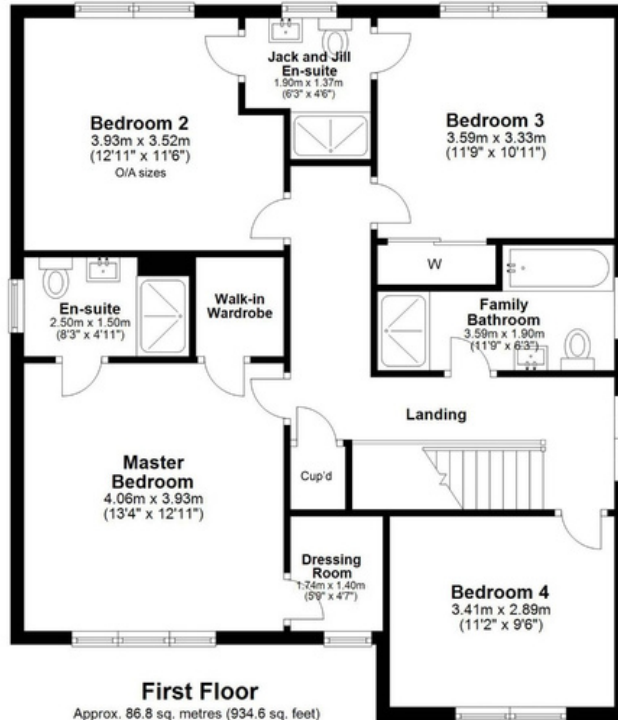 Jack and Jill
En-suite
1.90m x 1.37m
(6'3" x 4'6")
Bedroom 2
3.93m x 3.52m
(12'11" x 11'6")
O/A sizes
Bedroom 3
3.59m x 3.33m
(11'9" x 10'11")
W
En-suite
2.50m x 1.50m
(8'3" x 4'11")
Walk-in
Wardrobe
Family
Bathroom
3.59m x 1.90m
(11'9" x 6'3")
Landing
Master
Bedroom
4.06m x 3.93m
(13'4" x 12'11")
Cup'd
Dressing
Room
1.74m x 1.40m
(5'9" x 4'7")
Bedroom 4
3.41m x 2.89m
(11'2" x 9'6")
First Floor
Approx. 86.8 sq. metres (934.6 sq. feet)